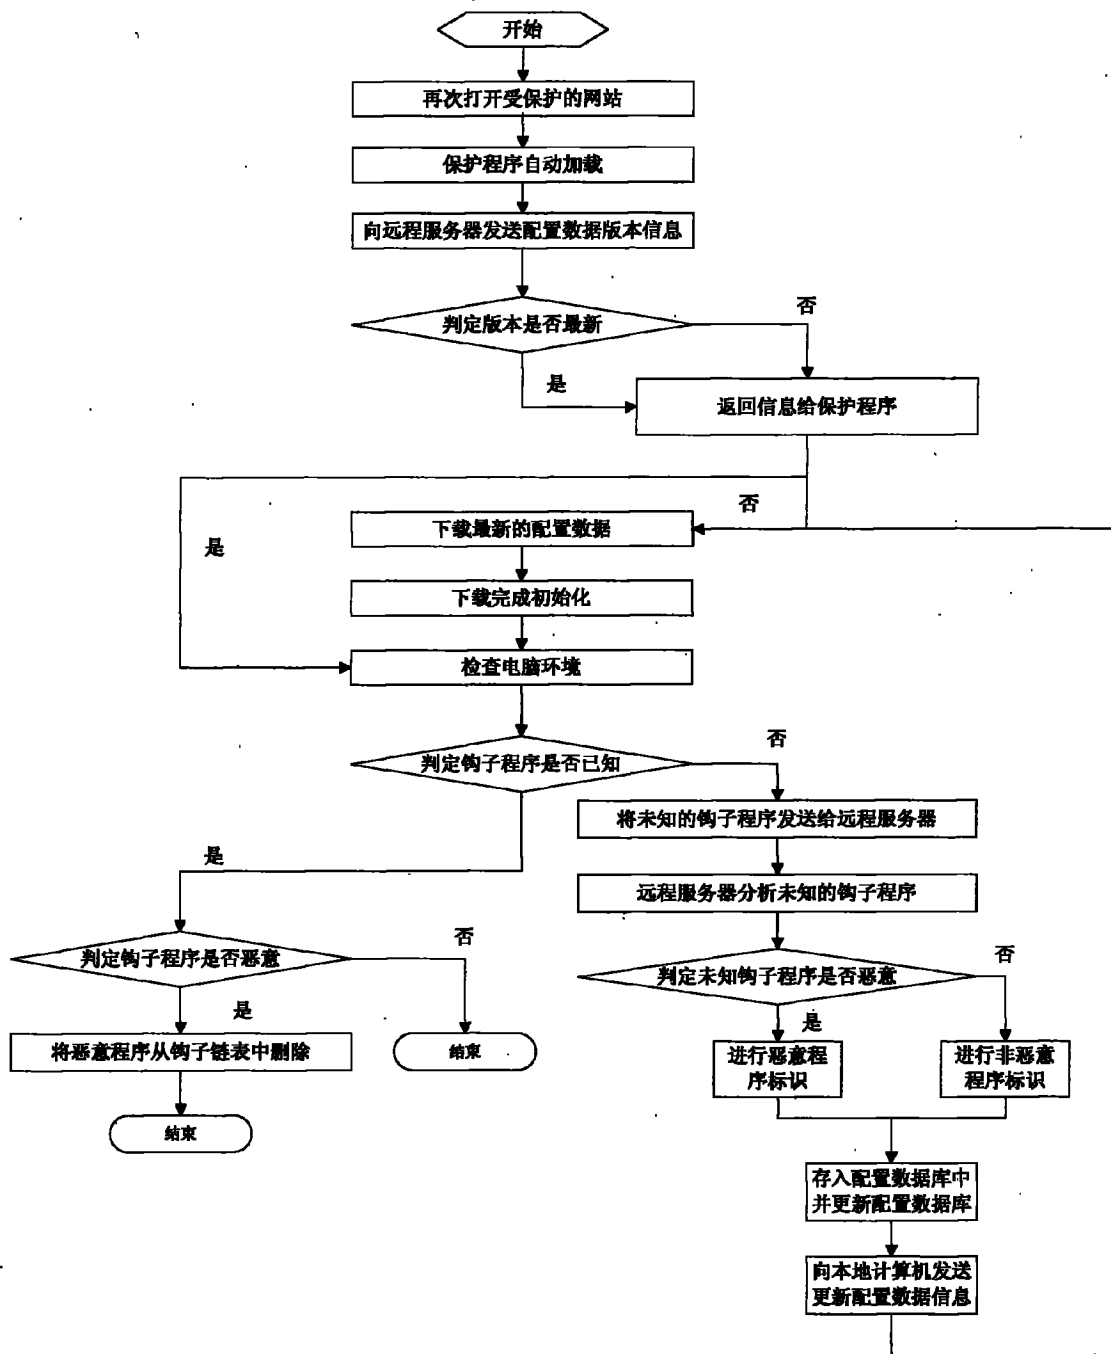 开始
再次打开受保护的网站
保护程序自动加载
向远程服务器发送配置数据版本信息
判定版本是否最新
否
是
返回信息给保护程序
否
是
下载最新的配置数据
下载完成初始化
检查电脑环境
判定钩子程序是否已知
否
将未知的钩子程序发送给远程服务器
是
远程服务器分析未知的钩子程序
判定钩子程序是否恶意
否
判定未知钩子程序是否恶意
否
是
是
将恶意程序从钩子链表中删除
结束
进行恶意程
序标识
进行非恶意
程序标识
结束
存入配置数据库中
并更新配置数据库
向本地计算机发送
更新配置数据信息